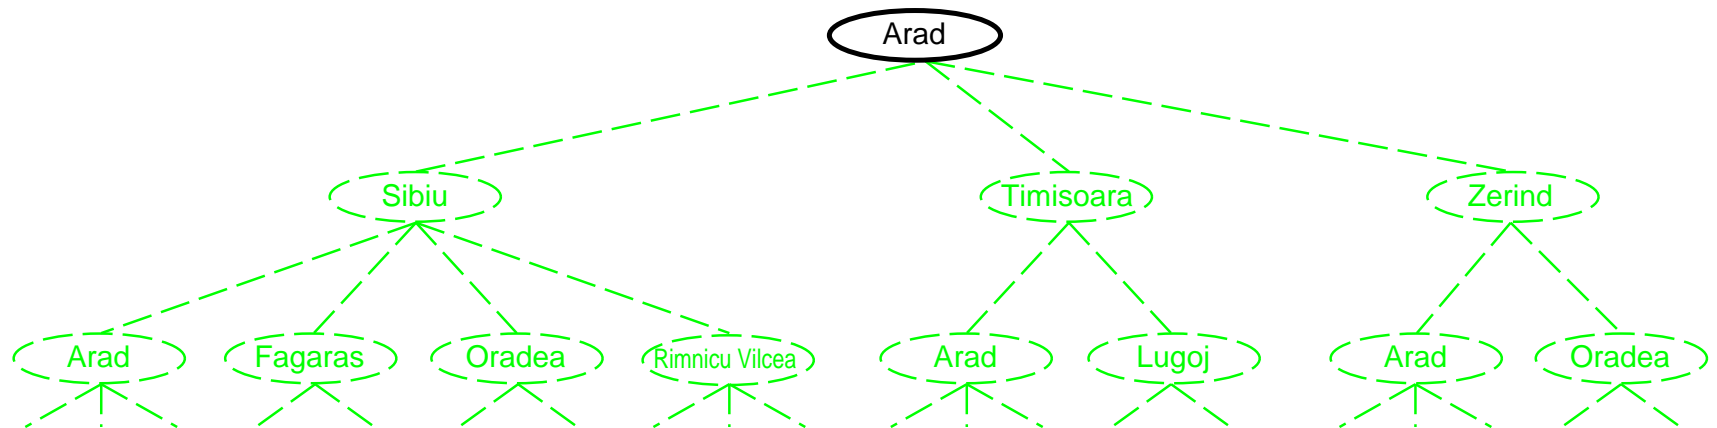 Arad
Sibiu
Timisoara
Zerind
Arad
Fagaras
Oradea
Rimnicu Vilcea
Arad
Lugoj
Arad
Oradea